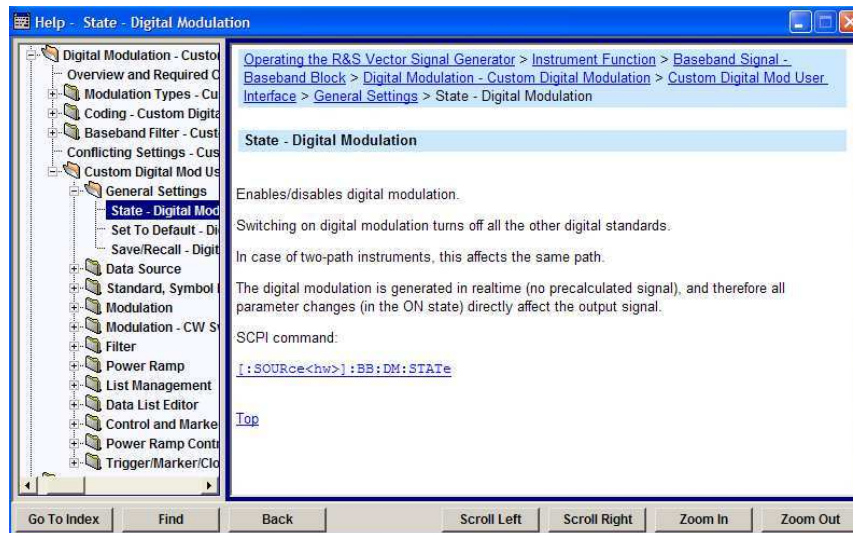 Help - State - Digital Modulation
Digital Modulation - Custo
Overview and Required C
Modulation Types - Cu
Coding - Custom Digita
Baseband Filter - Cust
Conflicting Settings - Cus
Custom Digital Mod Us
General Settings
State - Digital Mod
Set To Default - Di
Save/Recall - Digit
Data Source
Standard, Symbol
Modulation
Modulation - CW S
Filter
Power Ramp
List Management
Data List Editor
Control and Marke
Power Ramp Contr
Trigger/Marker/Clo
Operating the R&S Vector Signal Generator > Instrument Function > Baseband Signal -
Baseband Block > Digital Modulation - Custom Digital Modulation > Custom Digital Mod User
Interface > General Settings > State - Digital Modulation
State - Digital Modulation
Enables/disables digital modulation.
Switching on digital modulation turns off all the other digital standards.
In case of two-path instruments, this affects the same path.
The digital modulation is generated in realtime (no precalculated signal), and therefore all
parameter changes (in the ON state) directly affect the output signal.
SCPI command:
[:SOURce<hw>]:BB:DM:STATe
Top
Go To Index
Find
Back
Scroll Left
Scroll Right
Zoom In
Zoom Out